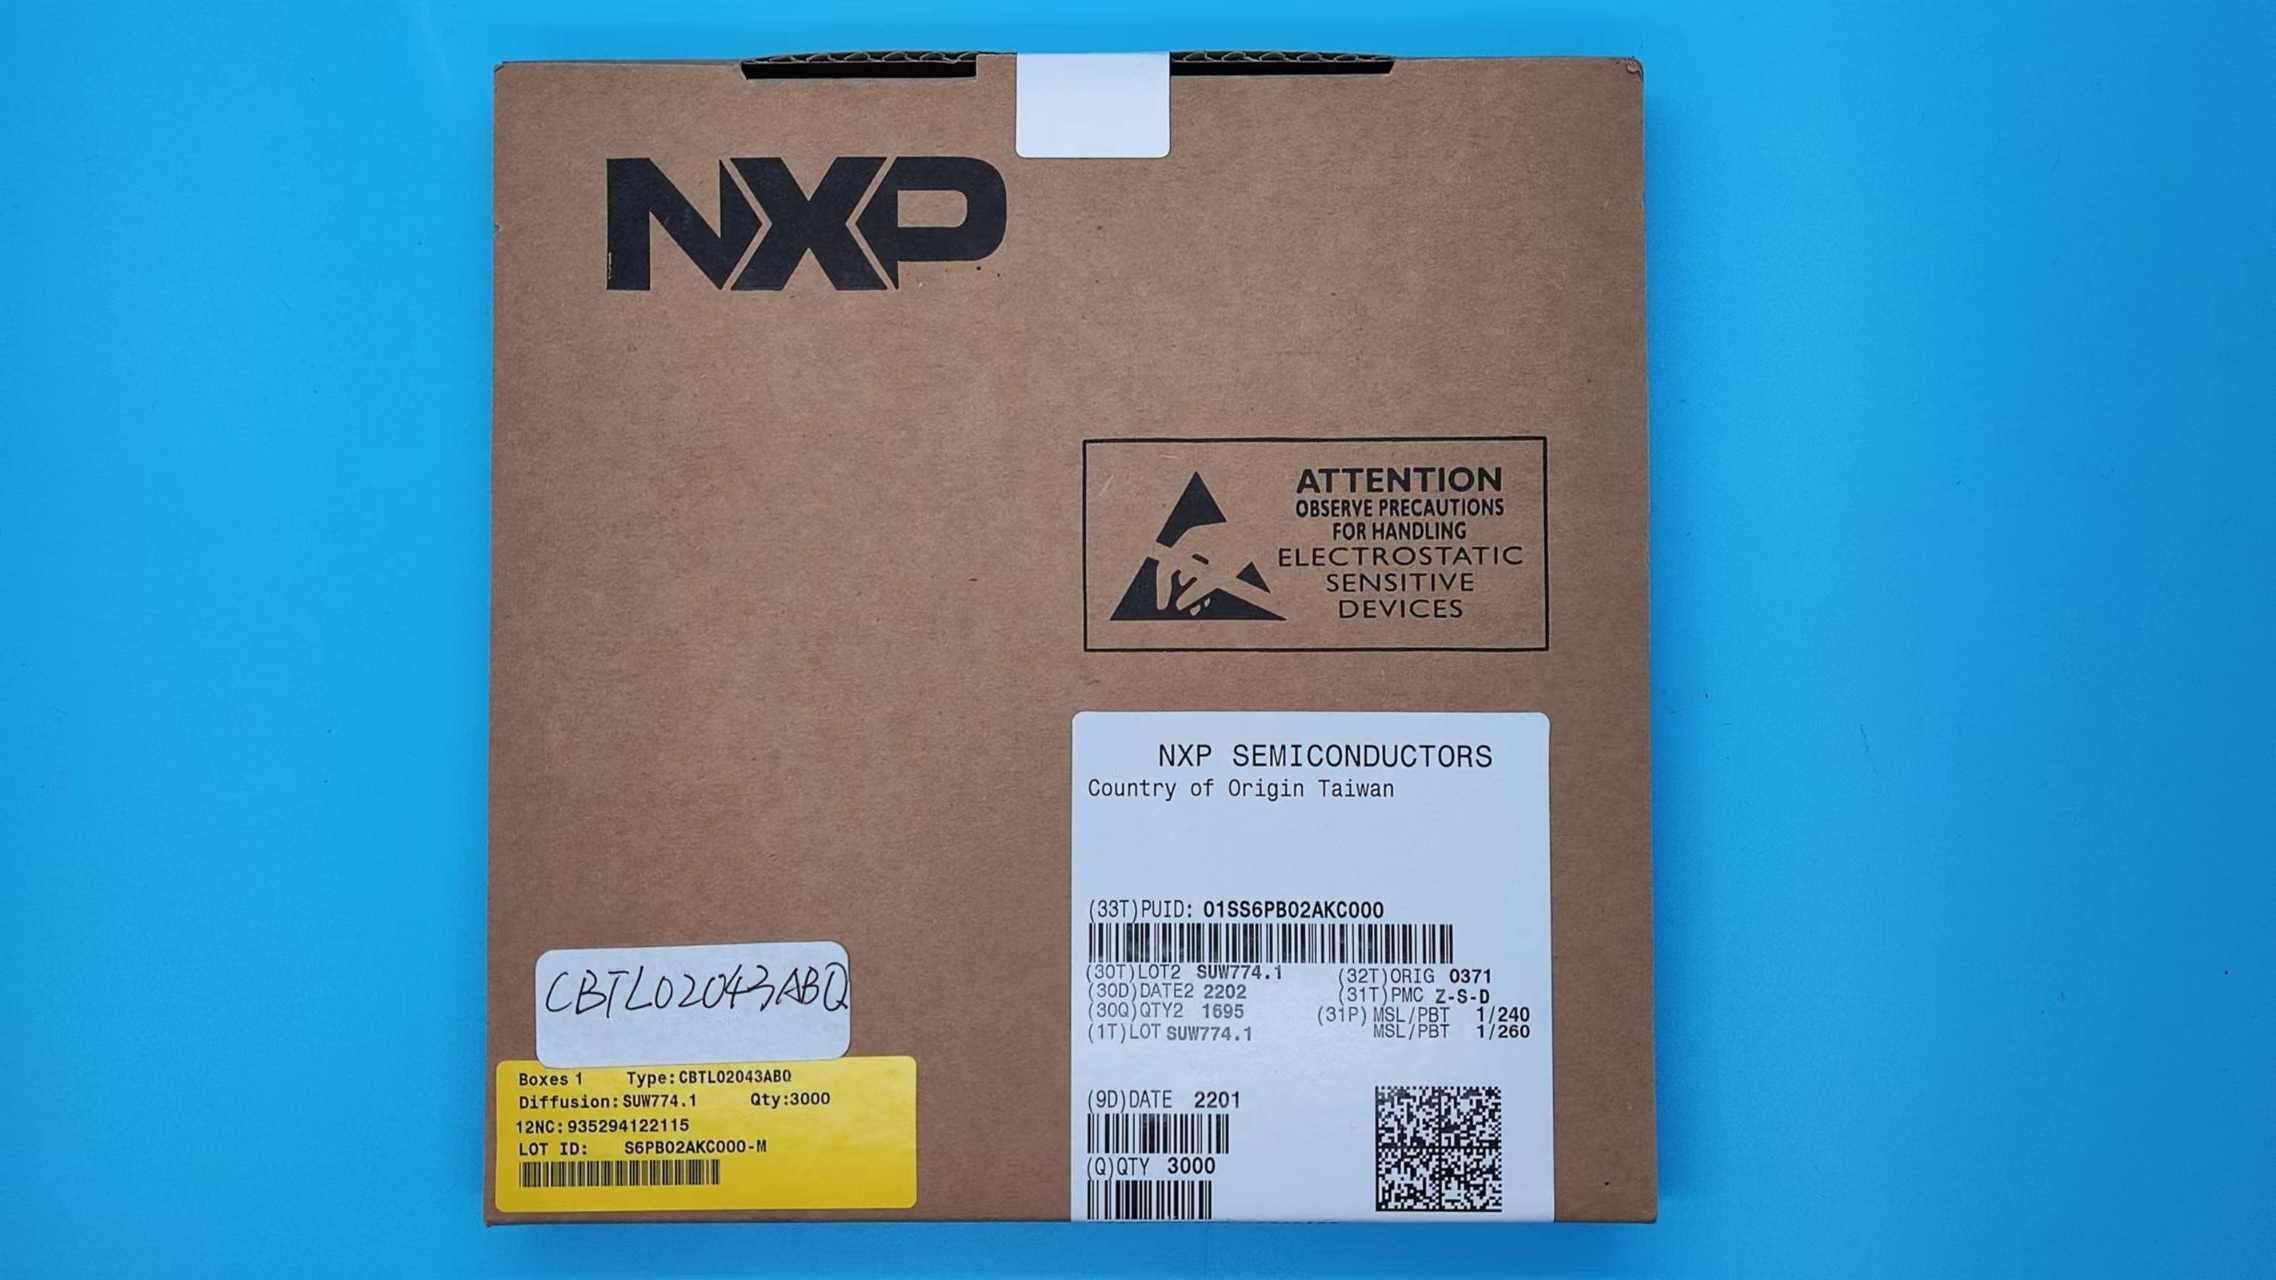 NXP
ATTENTION
OBSERVE PRECAUTIONS
FOR HANDLING
ELECTROSTATIC
SENSITIVE
DEVICES
NXP SEMICONDUCTORS
Country of Origin Taiwan
(33T)PUID: 01SS6PB02AKC000
(30T)LOT2 SUW774.1 (32T)ORIG 0371
(30D)DATE2 2202 (31T)PMC Z-S-D
(30Q)QTY2 1695 (31P) MSL/PBT 1/240
(1T)LOT SUW774.1 MSL/PBT 1/260
(9D)DATE 2201
(Q)QTY 3000
CBTL02043ABQ
Boxes 1 Type:CBTL02043ABQ
Diffusion:SUW774.1 Qty:3000
12NC:935294122115
LOT ID: S6PB02AKC000-M